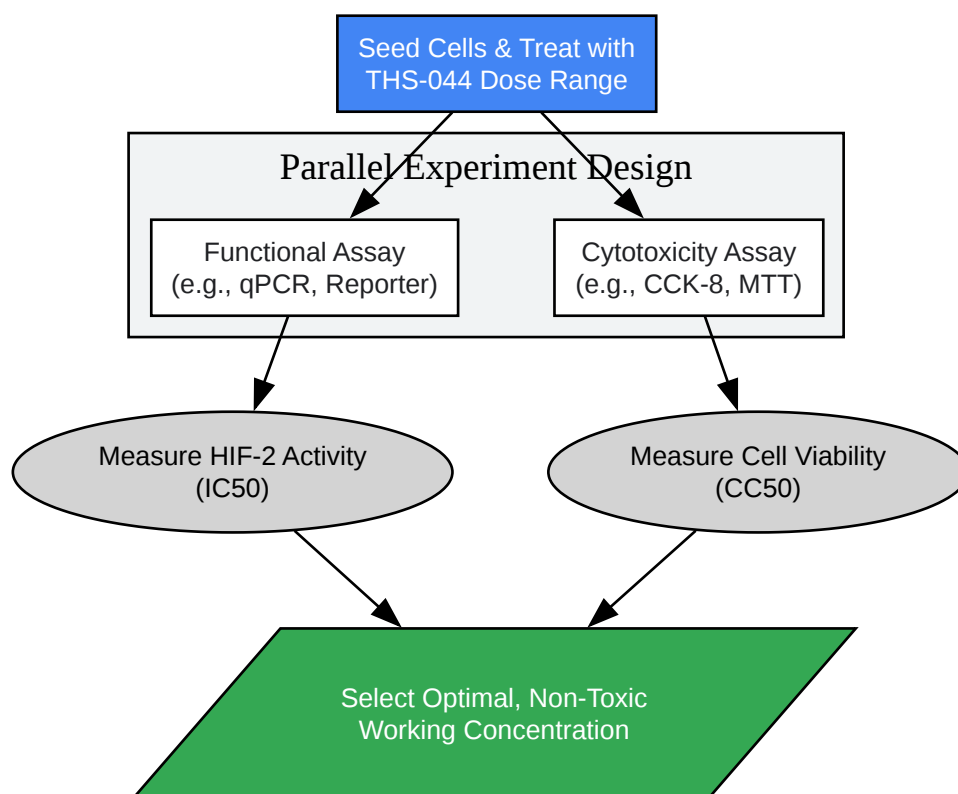 Seed Cells & Treat with
THS-044 Dose Range
Parallel Experiment Design
Functional Assay
(e.g., qPCR, Reporter)
Cytotoxicity Assay
(e.g., CCK-8, MTT)
Measure HIF-2 Activity
(IC50)
Measure Cell Viability
(CC50)
Select Optimal, Non-Toxic
Working Concentration